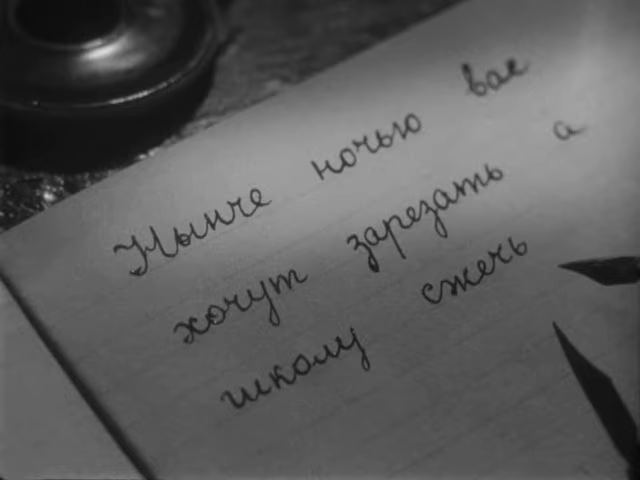 Нынче ночью вас
хочут зарезать а
школу сжечь